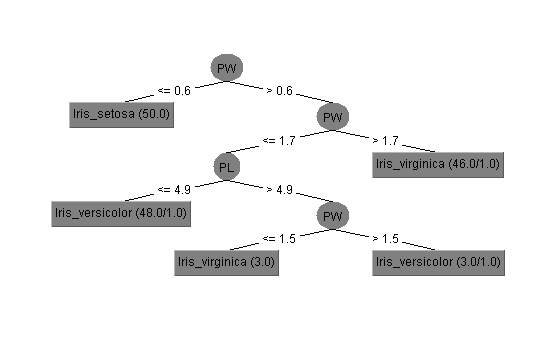 PW
<= 0.6
> 0.6
Iris_setosa (50.0)
PW
<= 1.7
> 1.7
PL
Iris_virginica (46.0/1.0)
<= 4.9
> 4.9
Iris_versicolor (48.0/1.0)
PW
<= 1.5
> 1.5
Iris_virginica (3.0)
Iris_versicolor (3.0/1.0)